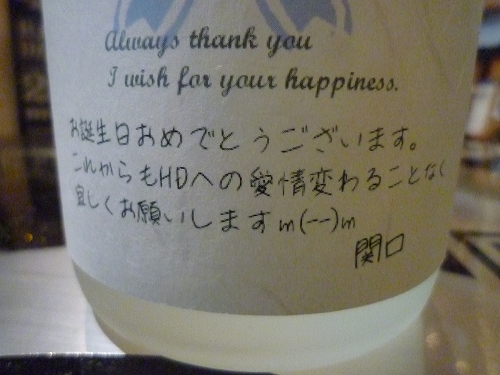 Always thank you
I wish for your happiness.
お誕生日おめでとうございます。
これからもHDへの愛情変わることなく
宜しくお願いしますm(--)m
関口